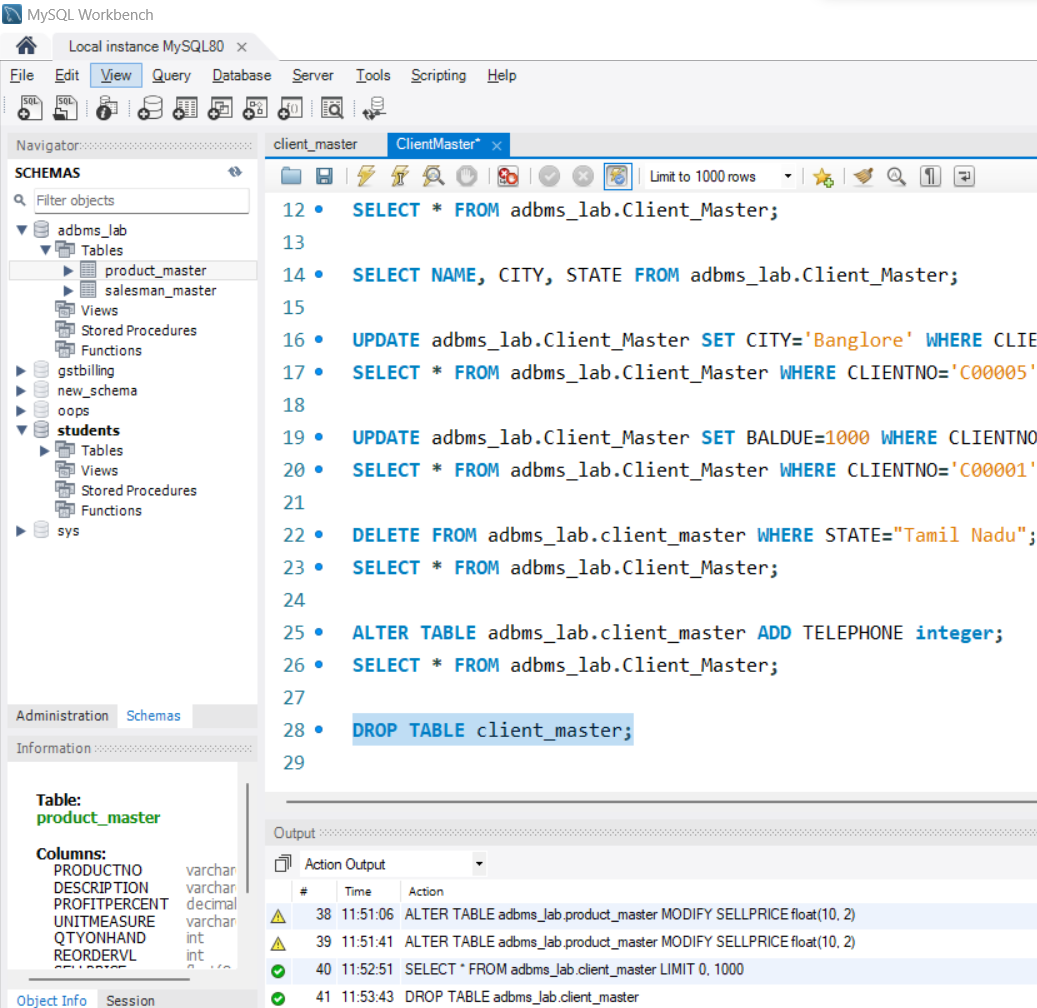 MySQL Workbench
Local instance MySQL80
File Edit View Query Database Server Tools Scripting Help
Navigator
SCHEMAS
Filter objects
adbms_lab
Tables
product_master
salesman_master
Views
Stored Procedures
Functions
gstbilling
new_schema
oops
students
Tables
Views
Stored Procedures
Functions
sys
Administration Schemas
Information
Table:
product_master
Columns:
PRODUCTNO varchar
DESCRIPTION varchar
PROFITPERCENT decimal
UNITMEASURE varchar
QTYONHAND int
REORDERVL int
Object Info Session
client_master ClientMaster*
Limit to 1000 rows
12 SELECT * FROM adbms_lab.Client_Master;
13
14 SELECT NAME, CITY, STATE FROM adbms_lab.Client_Master;
15
16 UPDATE adbms_lab.Client_Master SET CITY='Banglore' WHERE CLIE
17 SELECT * FROM adbms_lab.Client_Master WHERE CLIENTNO='C00005'
18
19 UPDATE adbms_lab.Client_Master SET BALDUE=1000 WHERE CLIENTNO
20 SELECT * FROM adbms_lab.Client_Master WHERE CLIENTNO='C00001'
21
22 DELETE FROM adbms_lab.client_master WHERE STATE="Tamil Nadu";
23 SELECT * FROM adbms_lab.Client_Master;
24
25 ALTER TABLE adbms_lab.client_master ADD TELEPHONE integer;
26 SELECT * FROM adbms_lab.Client_Master;
27
28 DROP TABLE client_master;
29
Output
Action Output
# Time Action
38 11:51:06 ALTER TABLE adbms_lab.product_master MODIFY SELLPRICE float(10, 2)
39 11:51:41 ALTER TABLE adbms_lab.product_master MODIFY SELLPRICE float(10, 2)
40 11:52:51 SELECT * FROM adbms_lab.client_master LIMIT 0, 1000
41 11:53:43 DROP TABLE adbms_lab.client_master